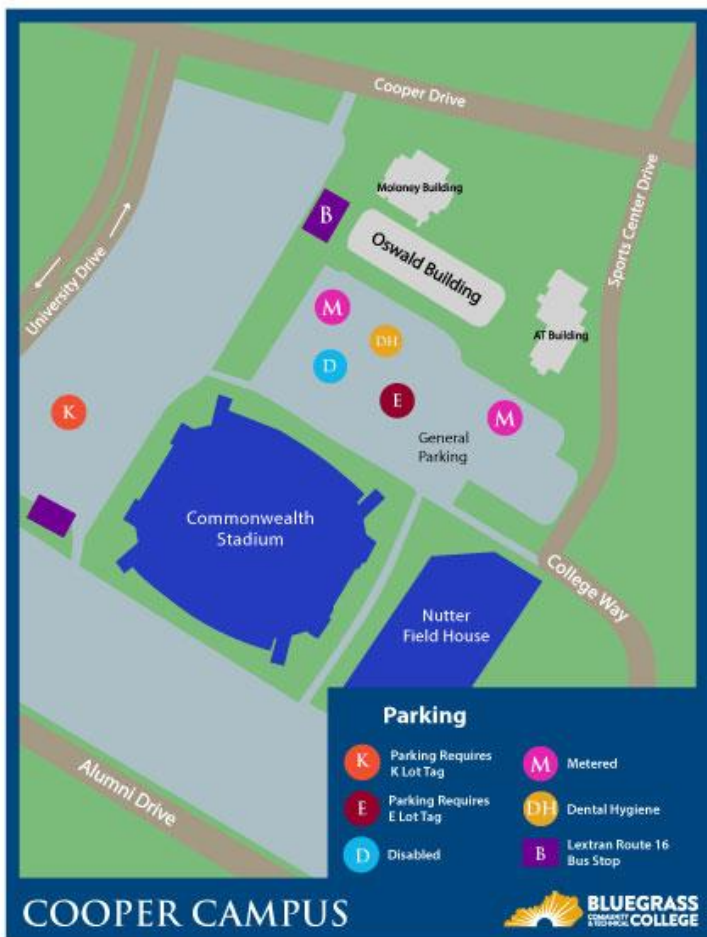 Cooper Drive
Sports Center Drive
University Drive
Moloney Building
B
Oswald Building
AT Building
M
DH
D
K
E
M
General
Parking
Commonwealth
Stadium
College Way
Nutter
Field House
Alumni Drive
Parking
K
Parking Requires
K Lot Tag
M
Metered
E
Parking Requires
E Lot Tag
DH
Dental Hygiene
D
Disabled
B
Lextran Route 16
Bus Stop
COOPER CAMPUS
BLUEGRASS
COMMUNITY
& TECHNICAL
COLLEGE